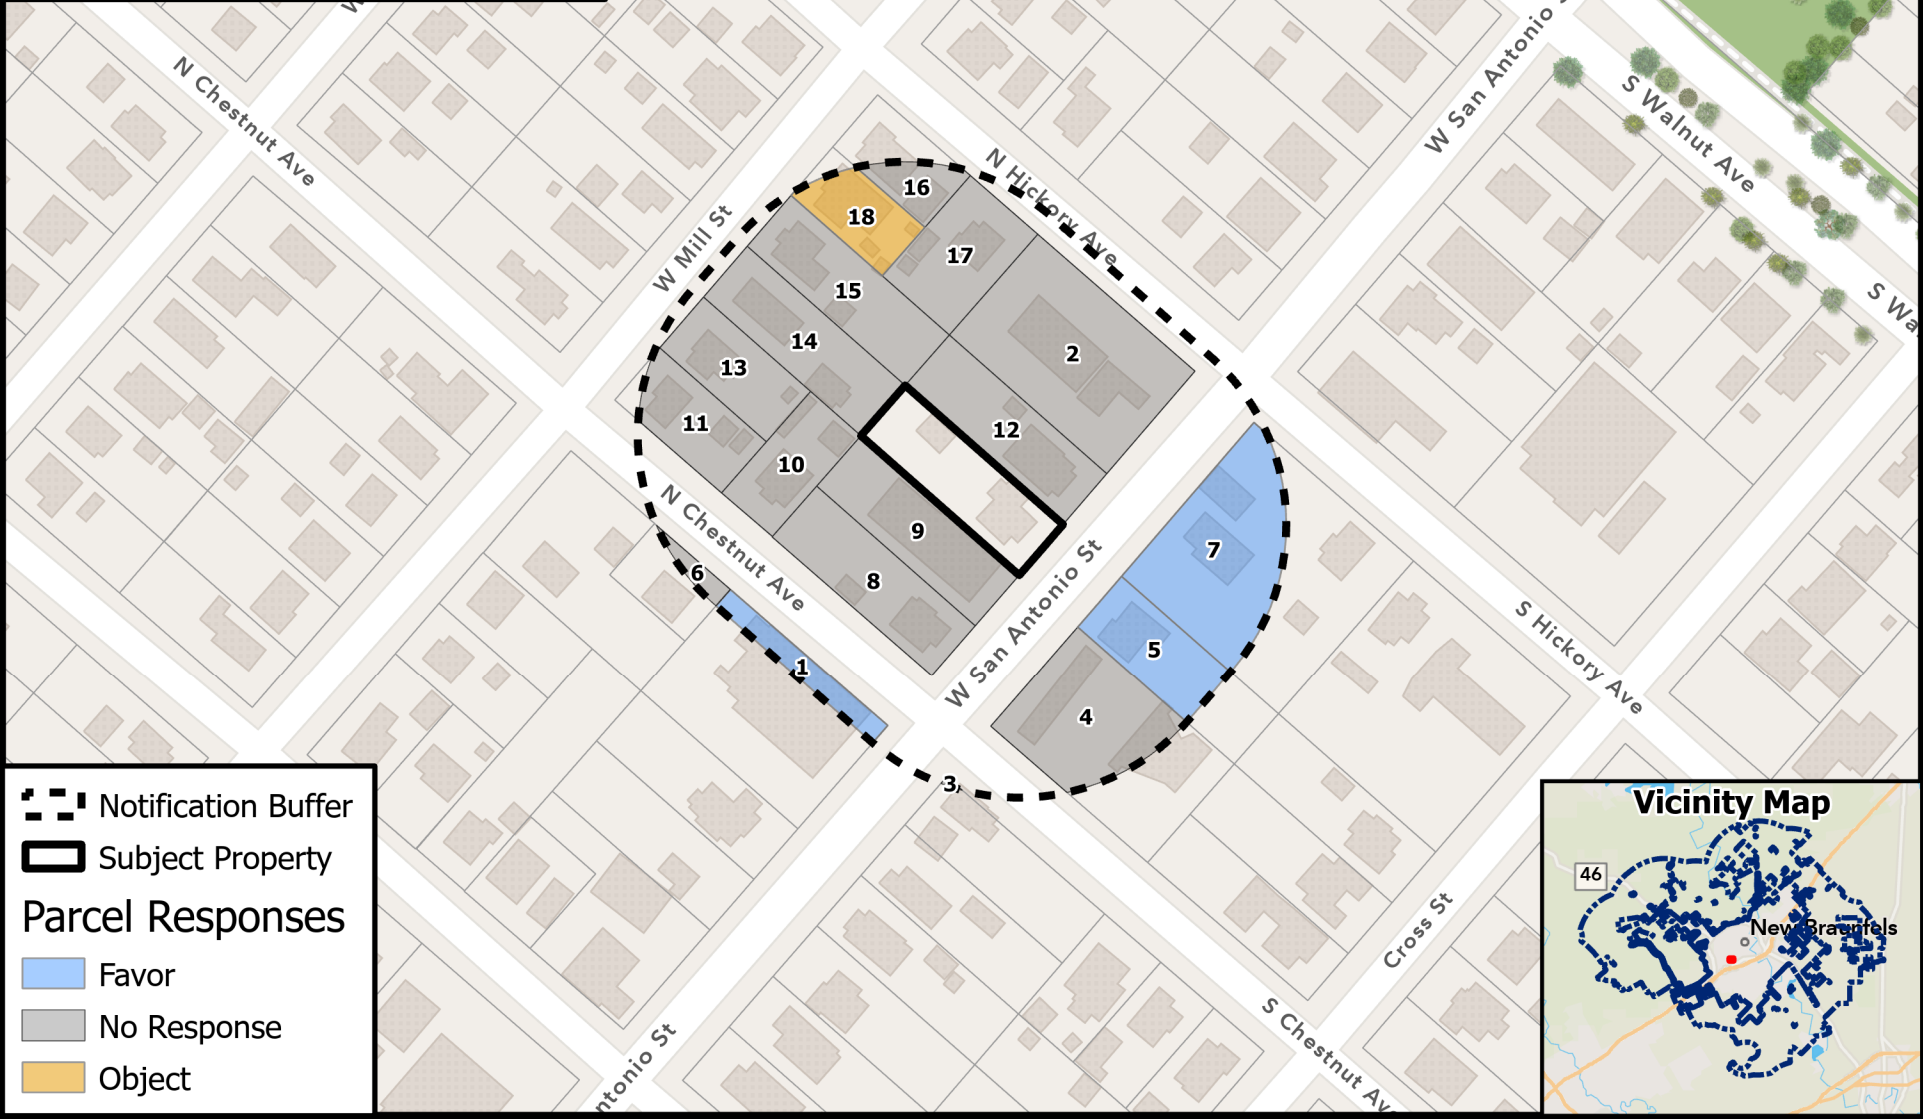 N Chestnut Ave
W Mill St
N Hickory Ave
W San Antonio S
S Walnut Ave
S Wa
16
18
17
15
2
14
13
11
12
10
9
7
8
6
5
1
4
3
N Chestnut Ave
W San Antonio St
S Hickory Ave
Cross St
S Chestnut Ave
ntonio St
Notification Buffer
Subject Property
Parcel Responses
Favor
No Response
Object
Vicinity Map
46
New Braunfels